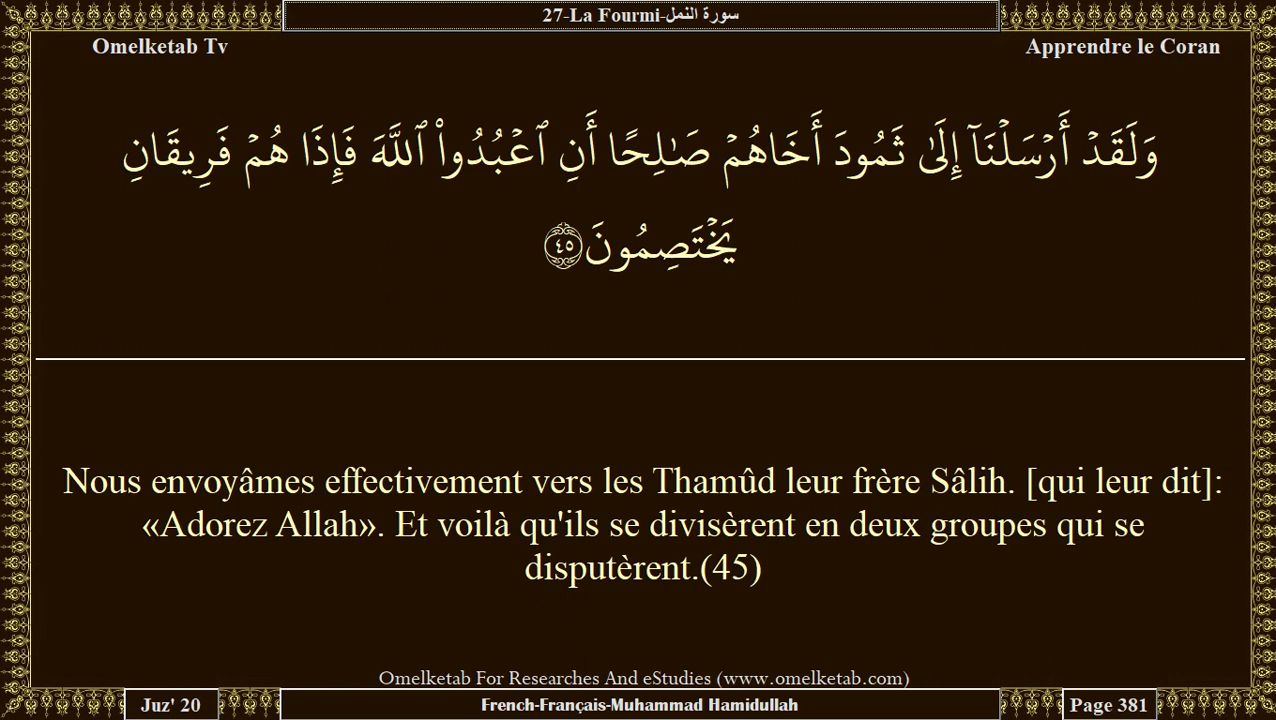 27-La Fourmi-سورة النمل
Omelketab Tv
Apprendre le Coran
وَلَقَدۡ أَرۡسَلۡنَآ إِلَىٰ ثَمُودَ أَخَاهُمۡ صَٰلِحًا أَنِ ٱعۡبُدُواْ ٱللَّهَ فَإِذَا هُمۡ فَرِيقَانِ
يَخۡتَصِمُونَ ٤٥
Nous envoyâmes effectivement vers les Thamûd leur frère Sâlih. [qui leur dit]:
«Adorez Allah». Et voilà qu'ils se divisèrent en deux groupes qui se
disputèrent.(45)
Omelketab For Researches And eStudies (www.omelketab.com)
Juz' 20
French-Français-Muhammad Hamidullah
Page 381